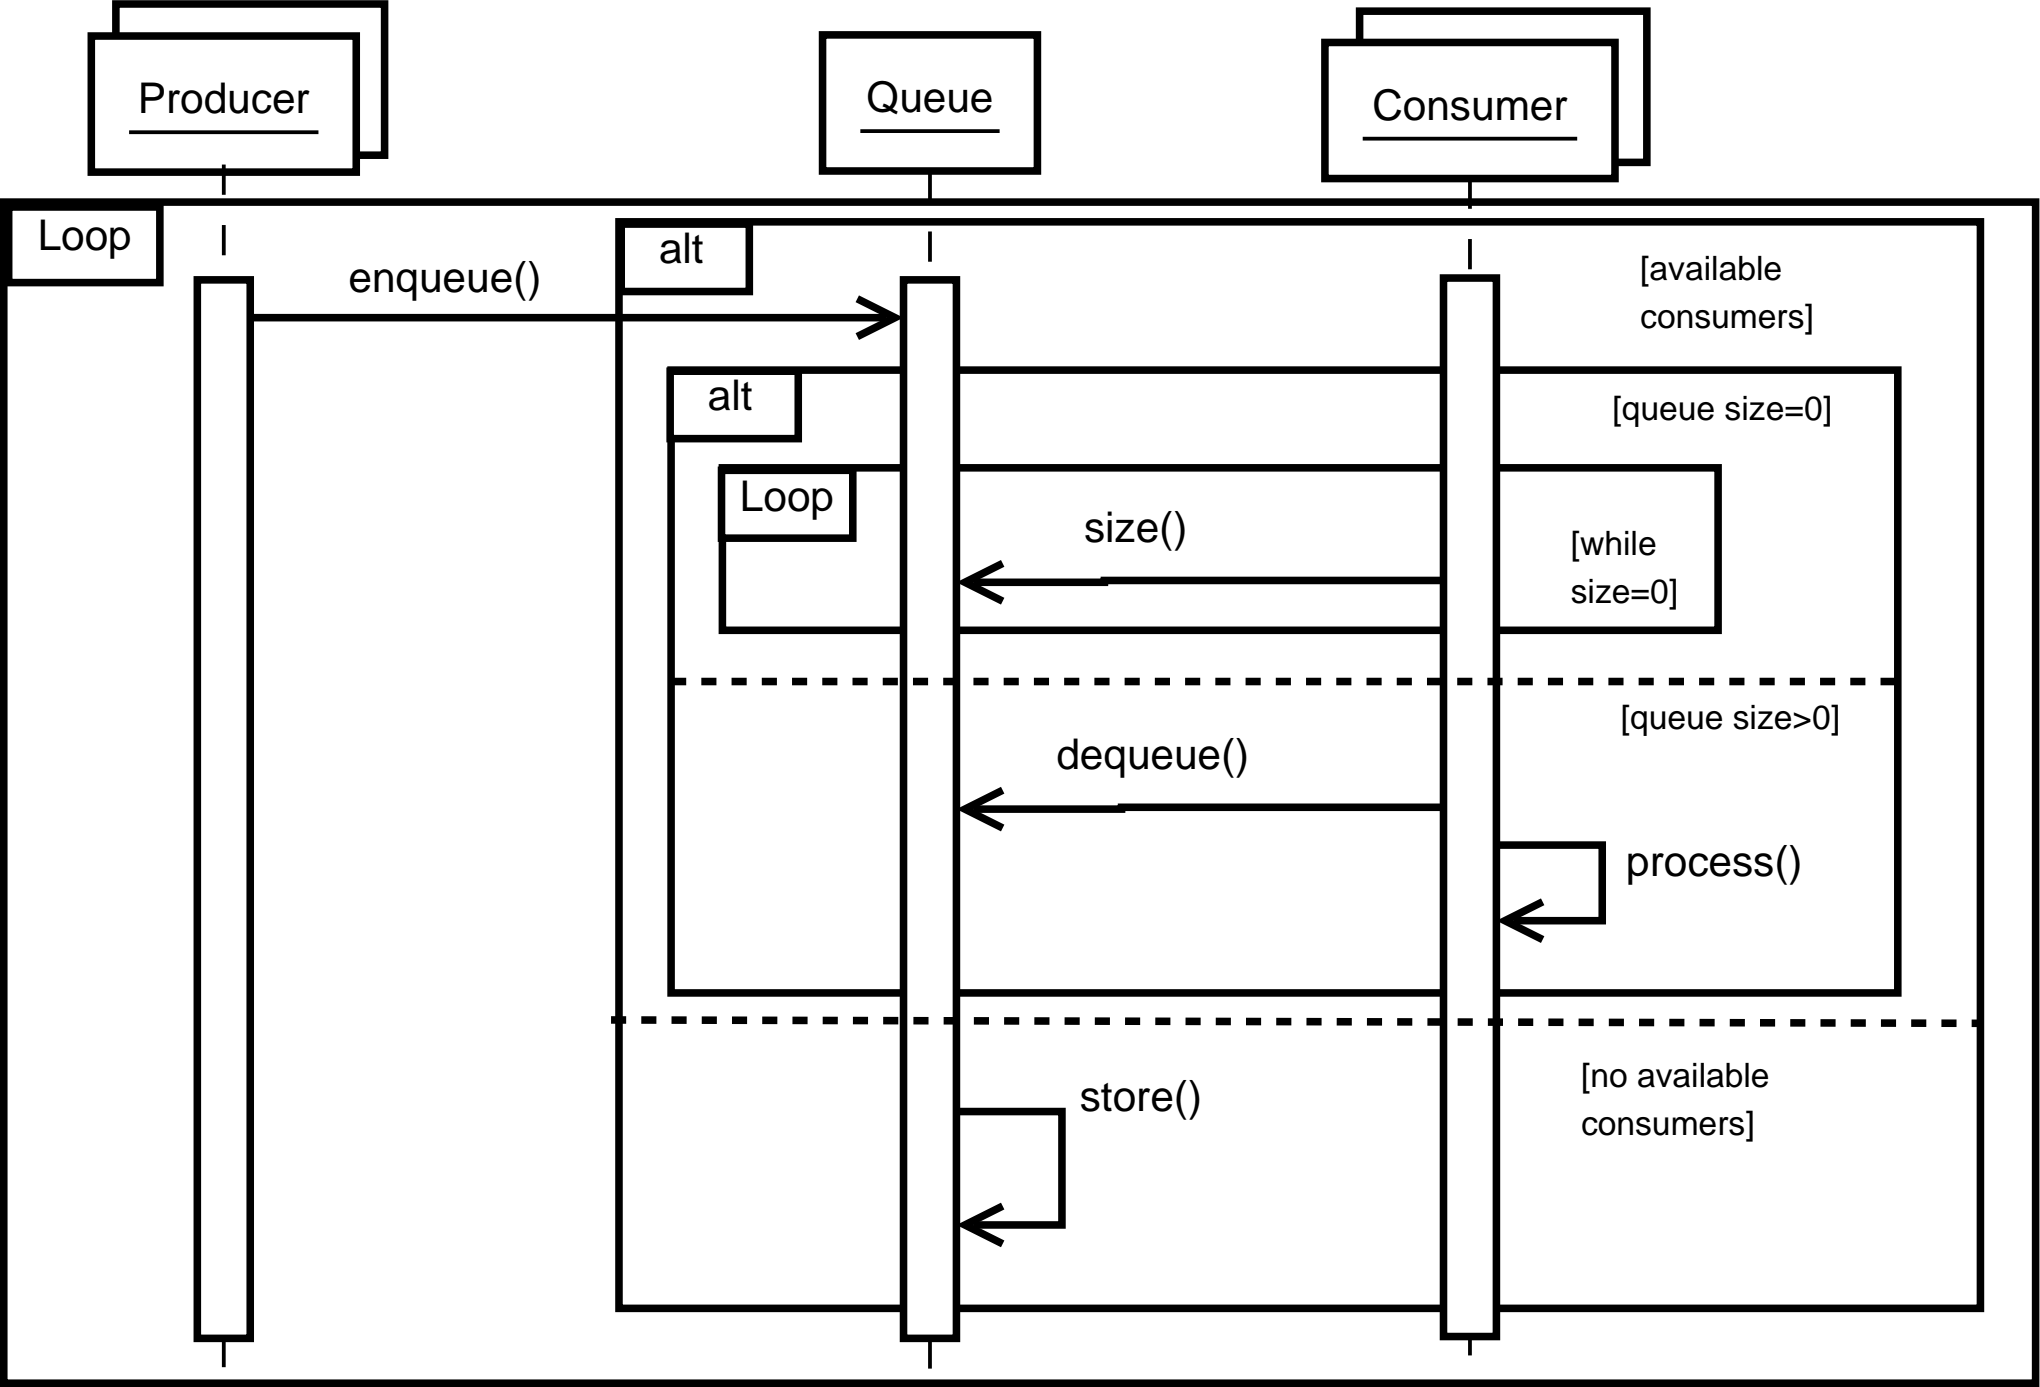 Producer
Queue
Consumer
Loop
alt
enqueue()
[available
consumers]
alt
[queue size=0]
Loop
size()
[while
size=0]
[queue size>0]
dequeue()
process()
[no available
consumers]
store()